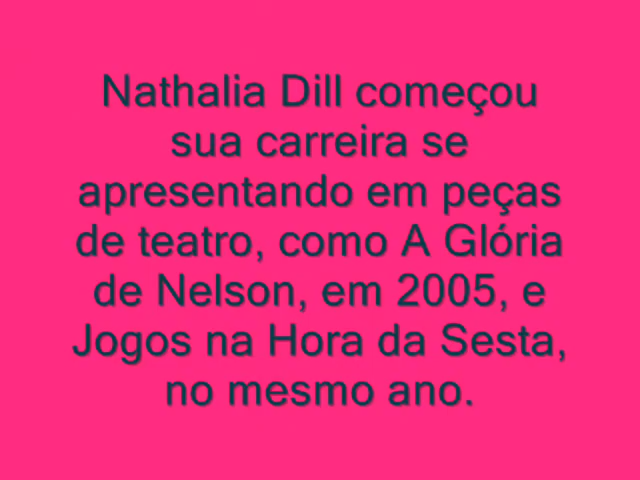 Nathalia Dill começou
sua carreira se
apresentando em peças
de teatro, como A Glória
de Nelson, em 2005, e
Jogos na Hora da Sesta,
no mesmo ano.